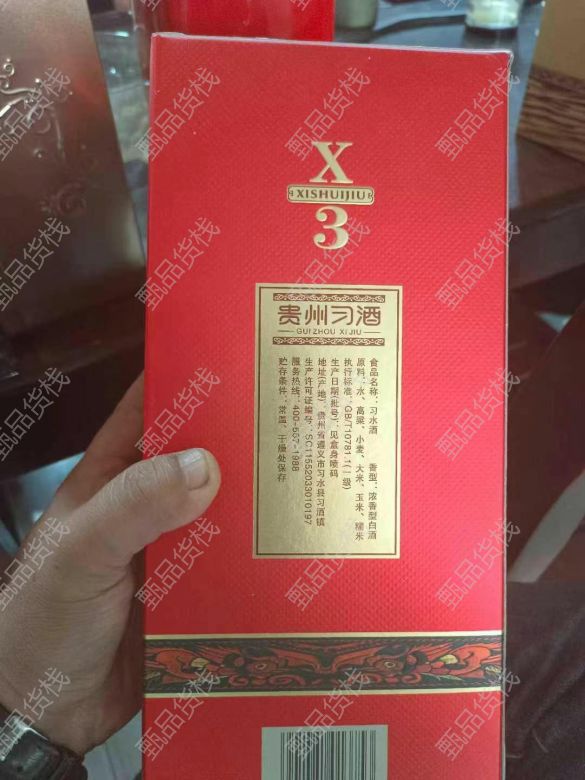 X
XISHUIJIU
3
贵州习酒
GUIZHOU XIJIU
食品名称：习水酒 香型：浓香型白酒
原料：水、高粱、小麦、大米、玉米、糯米
执行标准：GB/T10781.1(一级)
生产日期(批号)：见盒身喷码
地址(产地)：贵州省遵义市习水县习酒镇
生产许可证编号：SC11552033010197
服务热线：400-667-1988
贮存条件：常温、干燥处保存
甄品货栈